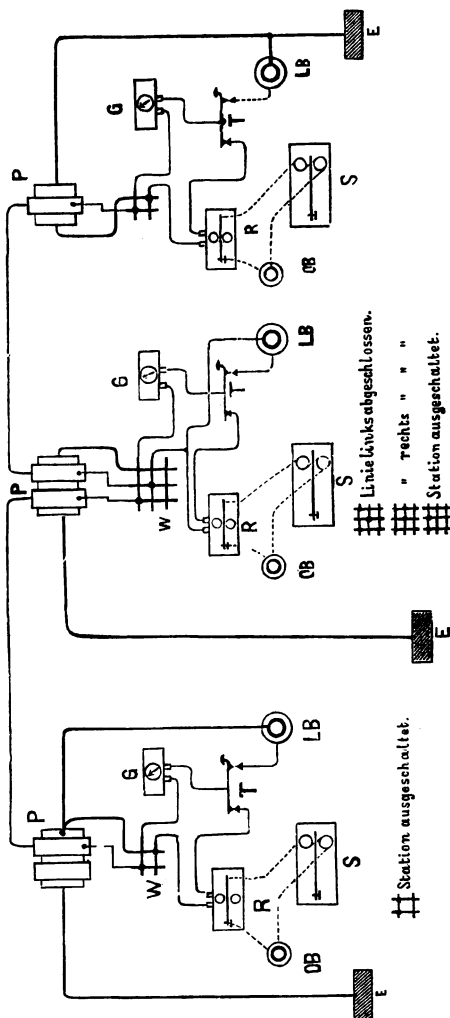 P
P
P
G
G
G
W
W
T
T
T
LB
LB
LB
R
R
R
OB
OB
OB
S
S
S
E
E
E
Station ausgeschaltet.
Linie links abgeschlossen.
" rechts " " "
Station ausgeschaltet.